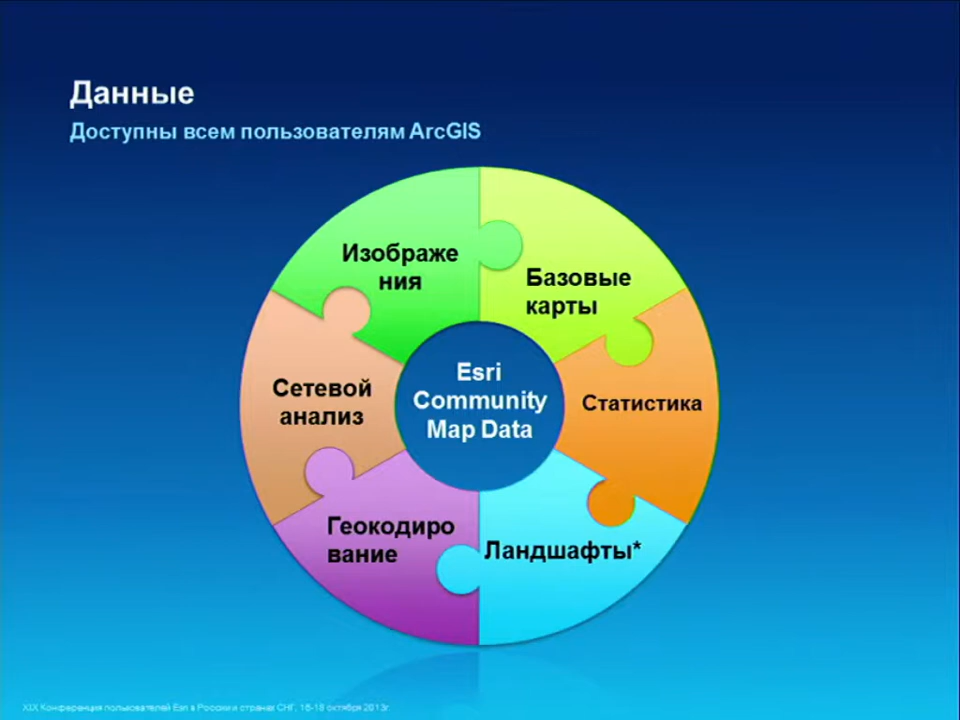 Данные
Доступны всем пользователям ArcGIS
Изображе
ния
Базовые
карты
Сетевой
анализ
Esri
Community
Map Data
Статистика
Геокодиро
вание
Ландшафты*
XIX Конференция пользователей Esri в России и странах СНГ, 16-18 октября 2013г